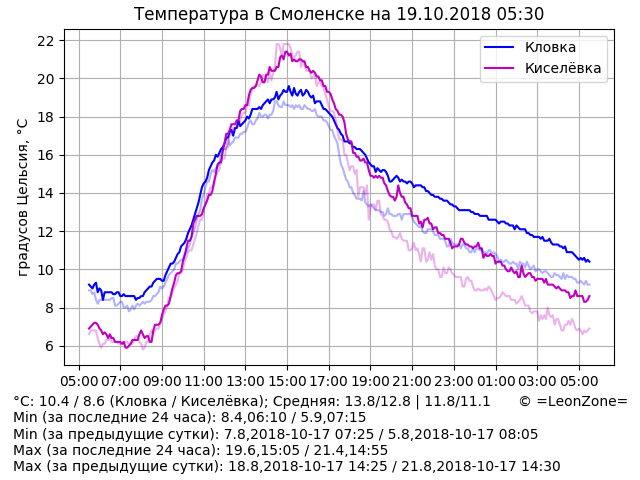 Температура в Смоленске на 19.10.2018 05:30
22
20
18
16
14
12
10
8
6
градусов Цельсия, °C
Кловка
Киселёвка
05:00 07:00 09:00 11:00 13:00 15:00 17:00 19:00 21:00 23:00 01:00 03:00 05:00
°C: 10.4 / 8.6 (Кловка / Киселёвка); Средняя: 13.8/12.8 | 11.8/11.1 © =LeonZone=
Min (за последние 24 часа): 8.4,06:10 / 5.9,07:15
Min (за предыдущие сутки): 7.8,2018-10-17 07:25 / 5.8,2018-10-17 08:05
Max (за последние 24 часа): 19.6,15:05 / 21.4,14:55
Max (за предыдущие сутки): 18.8,2018-10-17 14:25 / 21.8,2018-10-17 14:30